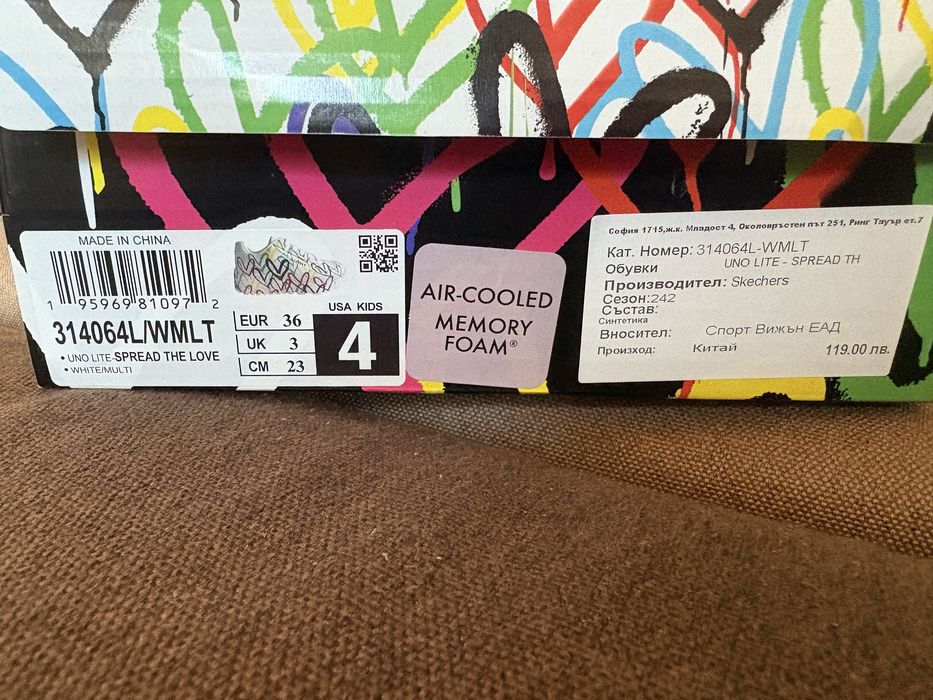 MADE IN CHINA
1 95969 81097 2
314064L/WMLT
• UNO LITE-SPREAD THE LOVE
• WHITE/MULTI
USA KIDS
EUR 36
UK 3
CM 23
4
AIR-COOLED
MEMORY
FOAM®
София 1715,ж.к. Младост 4, Околовръстен път 251, Ринг Тауър ет.7
Кат. Номер: 314064L-WMLT
Обувки UNO LITE - SPREAD TH
Производител: Skechers
Сезон:242
Състав:
Синтетика
Вносител: Спорт Вижън ЕАД
Произход: Китай 119.00 лв.